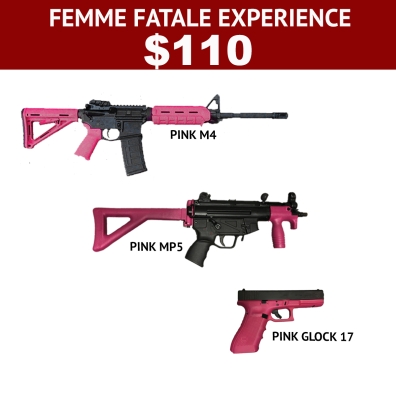 FEMME FATALE EXPERIENCE
$110
PINK M4
PINK MP5
PINK GLOCK 17